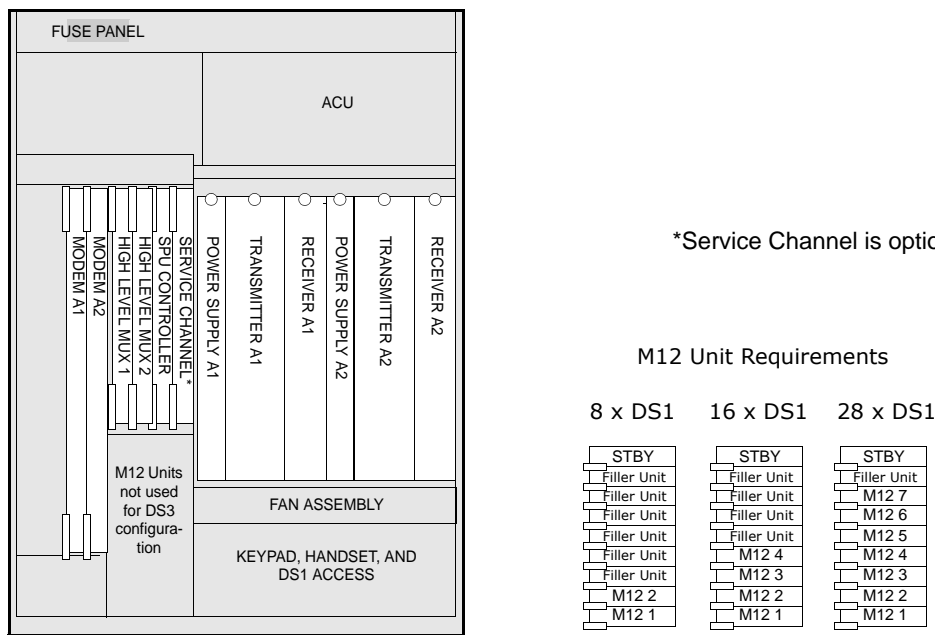 FUSE PANEL
ACU
MODEM A1
MODEM A2
HIGH LEVEL MUX 1
HIGH LEVEL MUX 2
SPU CONTROLLER
SERVICE CHANNEL*
POWER SUPPLY A1
TRANSMITTER A1
RECEIVER A1
POWER SUPPLY A2
TRANSMITTER A2
RECEIVER A2
M12 Units
not used
for DS3
configura-
tion
FAN ASSEMBLY
KEYPAD, HANDSET, AND
DS1 ACCESS
*Service Channel is
M12 Unit Requirements
8 x DS1
STBY
Filler Unit
Filler Unit
Filler Unit
Filler Unit
Filler Unit
Filler Unit
M12 2
M12 1
16 x DS1
STBY
Filler Unit
Filler Unit
Filler Unit
Filler Unit
M12 4
M12 3
M12 2
M12 1
28 x DS1
STBY
Filler Unit
M12 7
M12 6
M12 5
M12 4
M12 3
M12 2
M12 1